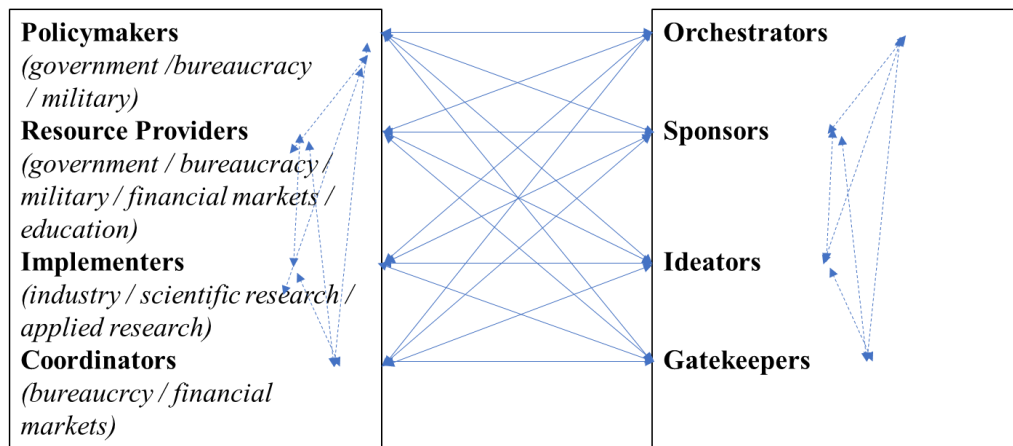 Policymakers
(government /bureaucracy
/ military)
Resource Providers
(government / bureaucracy /
military / financial markets /
education)
Implementers
(industry / scientific research /
applied research)
Coordinators
(bureaucrcy / financial
markets)
Orchestrators
Sponsors
Ideators
Gatekeepers